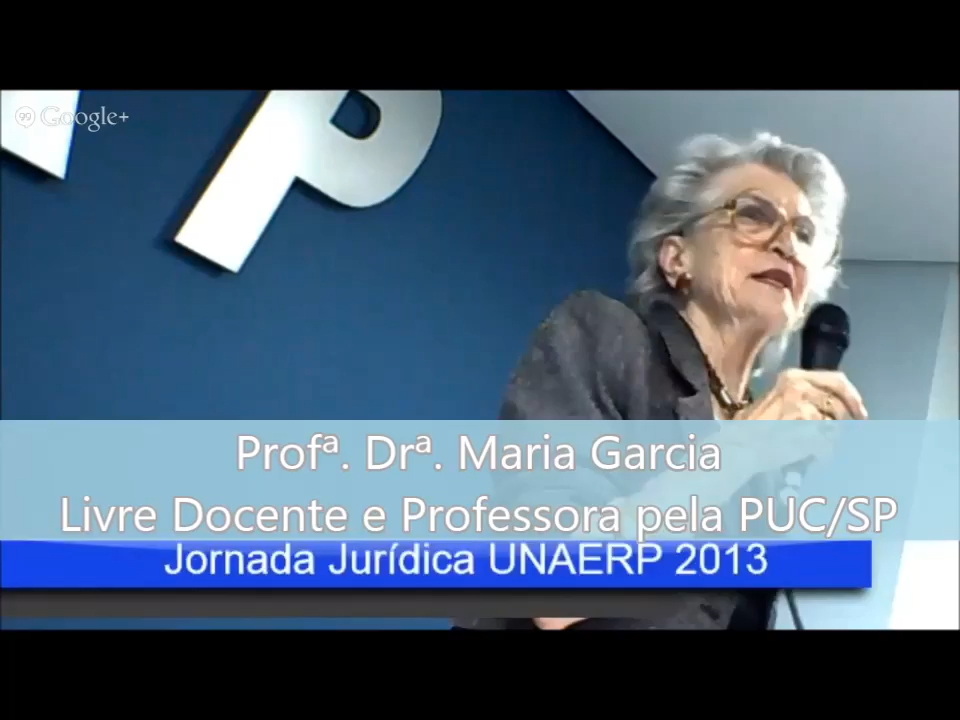 Google+
P
Profª. Drª. Maria Garcia
Livre Docente e Professora pela PUC/SP
Jornada Jurídica UNAERP 2013